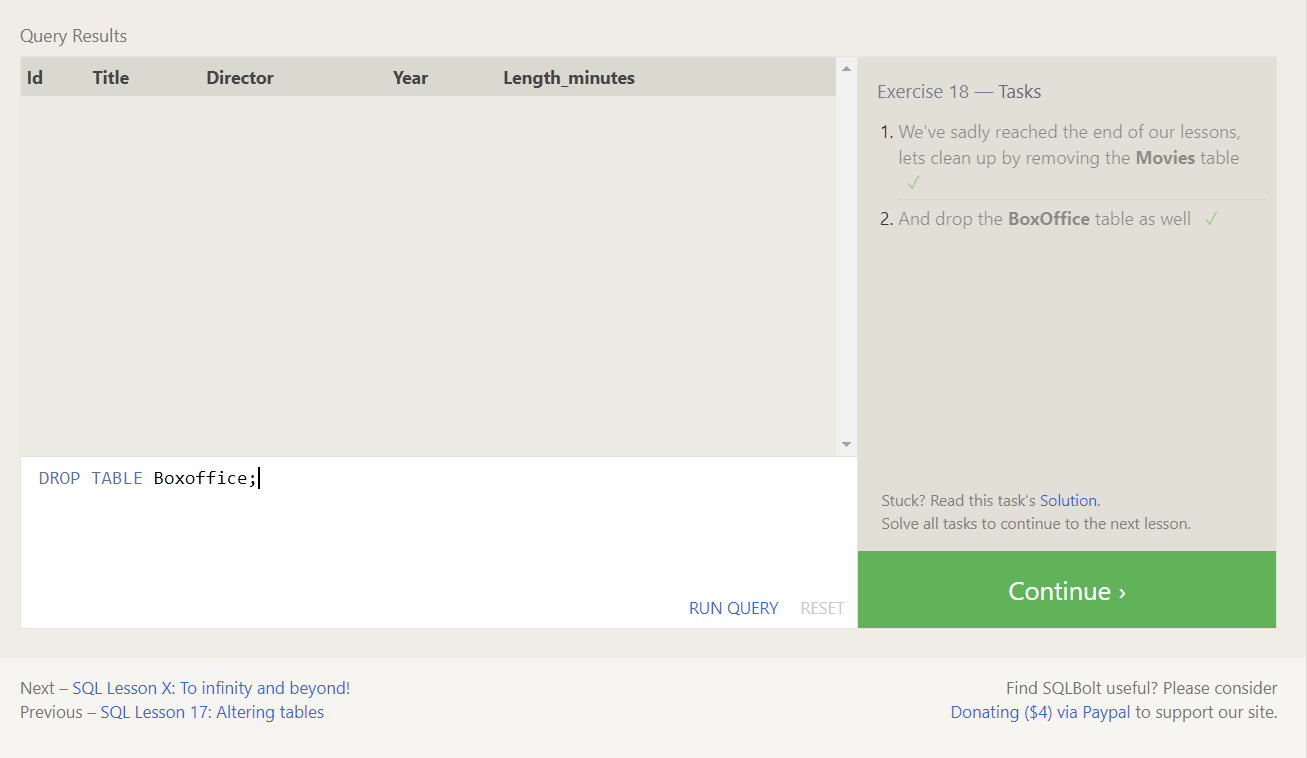 Query Results
Id Title Director Year Length_minutes
Exercise 18 — Tasks
1. We've sadly reached the end of our lessons,
lets clean up by removing the Movies table
✓
2. And drop the BoxOffice table as well ✓
DROP TABLE Boxoffice;
RUN QUERY RESET
Stuck? Read this task's Solution.
Solve all tasks to continue to the next lesson.
Continue ›
Next – SQL Lesson X: To infinity and beyond!
Previous – SQL Lesson 17: Altering tables
Find SQLBolt useful? Please consider
Donating ($4) via Paypal to support our site.